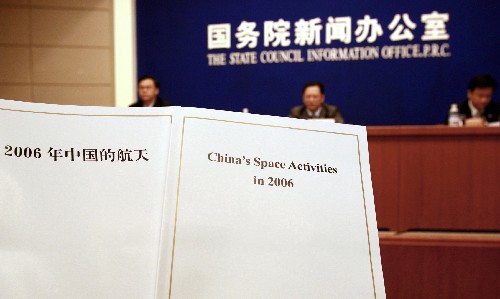 国务院新闻办公室
THE STATE COUNCIL INFORMATION OFFICE, P.R.C.
2006年中国的航天
China's Space Activities
in 2006